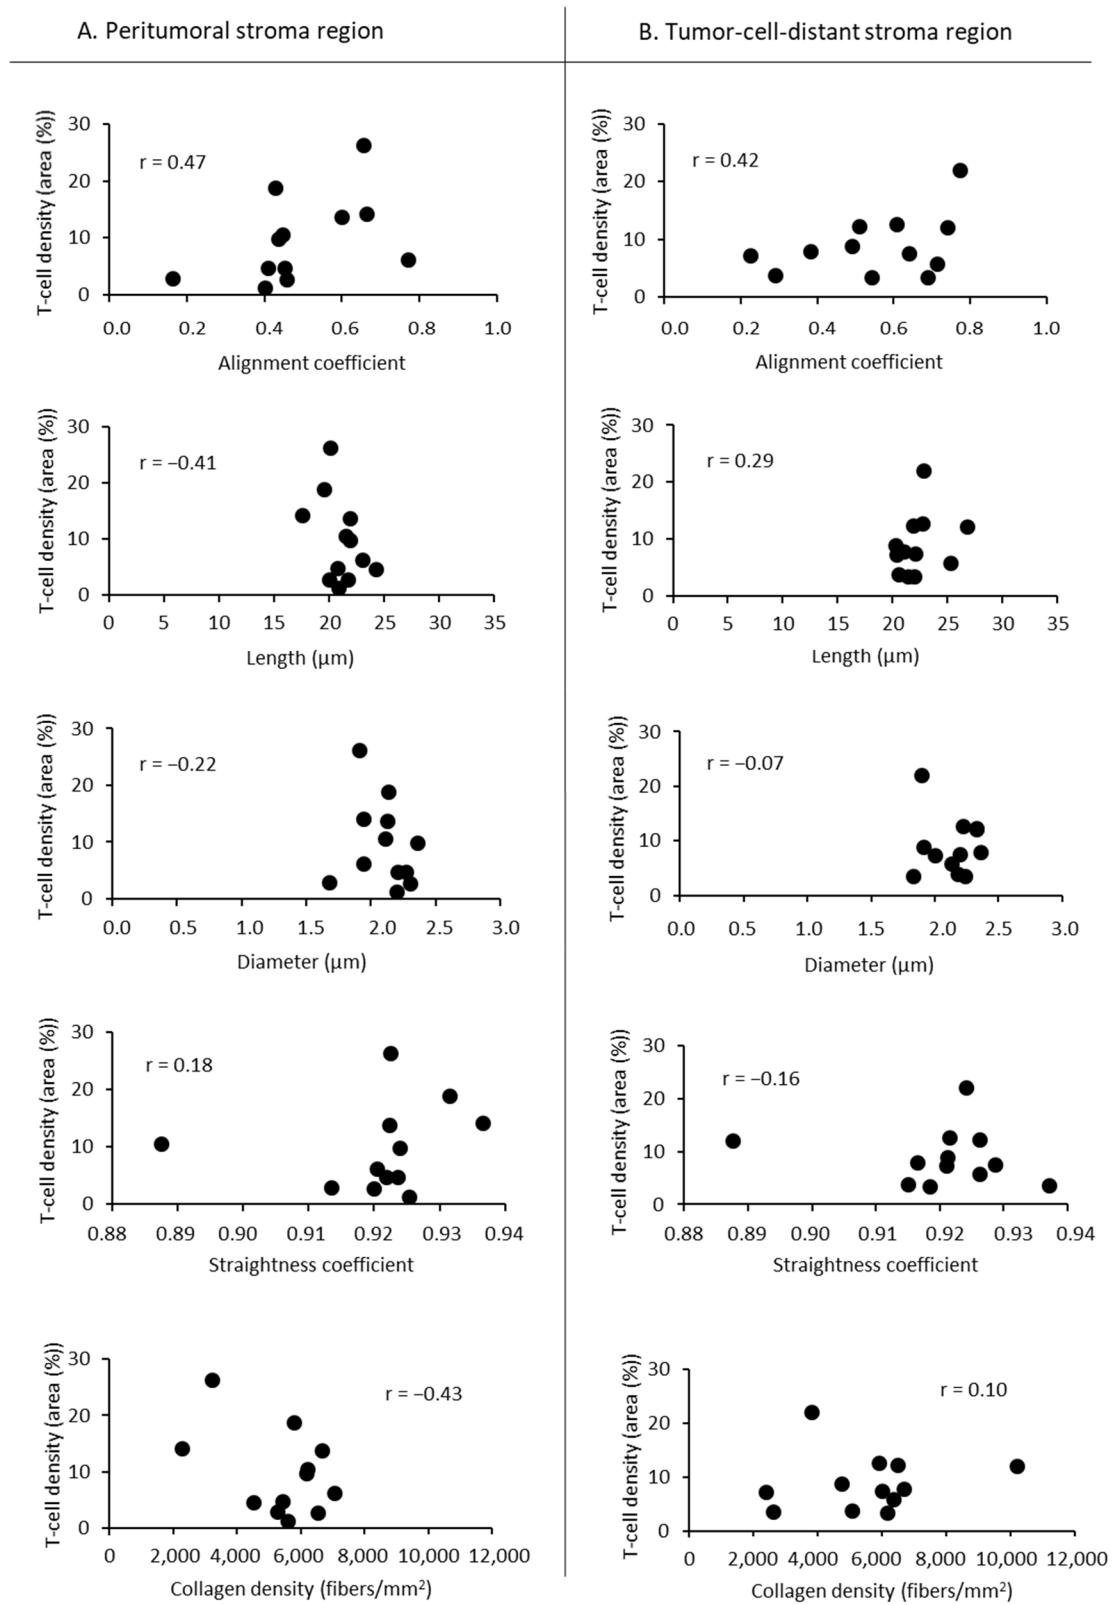 A. Peritumoral stroma region
B. Tumor-cell-distant stroma region
T-cell density (area (%))
30
20
10
0
r = 0.47
0.0 0.2 0.4 0.6 0.8 1.0
Alignment coefficient
T-cell density (area (%))
30
20
10
0
r = 0.42
0.0 0.2 0.4 0.6 0.8 1.0
Alignment coefficient
T-cell density (area (%))
30
20
10
0
r = −0.41
0 5 10 15 20 25 30 35
Length (μm)
T-cell density (area (%))
30
20
10
0
r = 0.29
0 5 10 15 20 25 30 35
Length (μm)
T-cell density (area (%))
30
20
10
0
r = −0.22
0.0 0.5 1.0 1.5 2.0 2.5 3.0
Diameter (μm)
T-cell density (area (%))
30
20
10
0
r = −0.07
0.0 0.5 1.0 1.5 2.0 2.5 3.0
Diameter (μm)
T-cell density (area (%))
30
20
10
0
r = 0.18
0.88 0.89 0.90 0.91 0.92 0.93 0.94
Straightness coefficient
T-cell density (area (%))
30
20
10
0
r = −0.16
0.88 0.89 0.90 0.91 0.92 0.93 0.94
Straightness coefficient
T-cell density (area (%))
30
20
10
0
r = −0.43
0 2,000 4,000 6,000 8,000 10,000 12,000
Collagen density (fibers/mm²)
T-cell density (area (%))
30
20
10
0
r = 0.10
0 2,000 4,000 6,000 8,000 10,000 12,000
Collagen density (fibers/mm²)